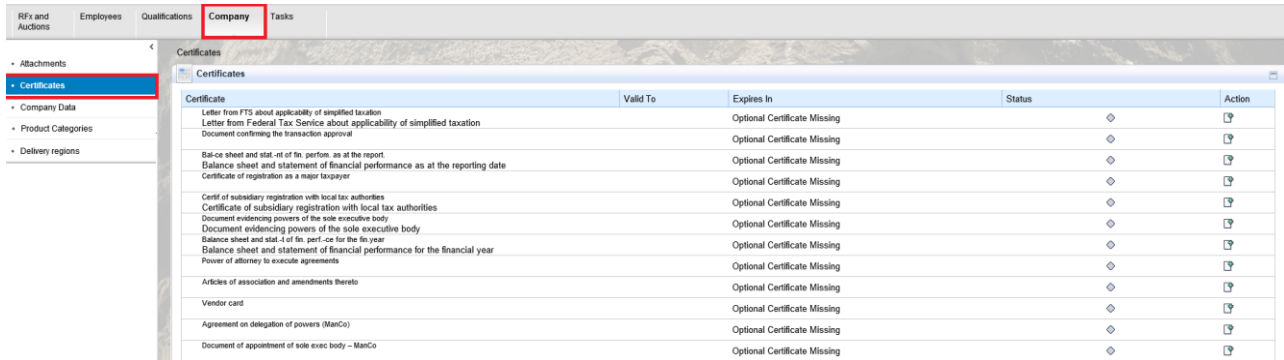 RFx and Auctions Employees Qualifications Company Tasks
Attachments
Certificates
Company Data
Product Categories
Delivery regions
Certificates
Certificates
Certificate Valid To Expires In Status Action
Letter from FTS about applicability of simplified taxation
Letter from Federal Tax Service about applicability of simplified taxation Optional Certificate Missing
Document confirming the transaction approval
Optional Certificate Missing
Bal-ce sheet and stat.-nt of fin. perfom. as at the report.
Balance sheet and statement of financial performance as at the reporting date Optional Certificate Missing
Certificate of registration as a major taxpayer
Optional Certificate Missing
Certif.of subsidiary registration with local tax authorities
Certificate of subsidiary registration with local tax authorities Optional Certificate Missing
Document evidencing powers of the sole executive body
Document evidencing powers of the sole executive body Optional Certificate Missing
Balance sheet and stat.-t of fin. perf.-ce for the fin.year
Balance sheet and statement of financial performance for the financial year Optional Certificate Missing
Power of attorney to execute agreements
Optional Certificate Missing
Articles of association and amendments thereto
Optional Certificate Missing
Vendor card
Optional Certificate Missing
Agreement on delegation of powers (ManCo)
Optional Certificate Missing
Document of appointment of sole exec body – ManCo
Optional Certificate Missing